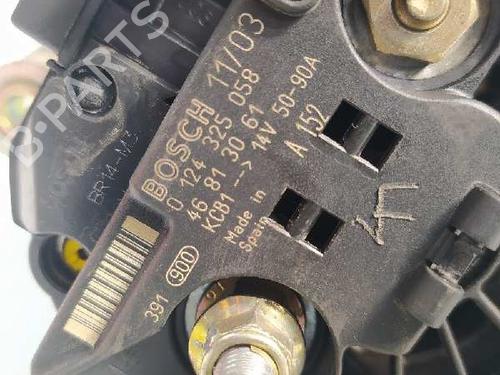 BOSCH 11/03
0 124 325 058
46 81 30 61
KCB1 --> 14V 50-90A
Made in
Spain
A 152
391 900
BR14-M3
B-PARTS